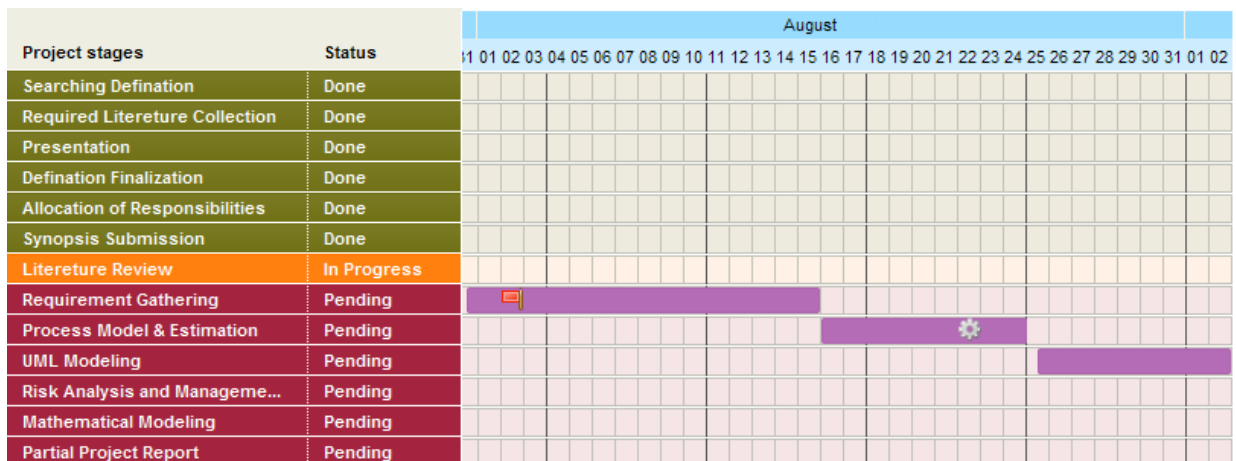 August
Project stages Status 31 01 02 03 04 05 06 07 08 09 10 11 12 13 14 15 16 17 18 19 20 21 22 23 24 25 26 27 28 29 30 31 01 02
Searching Defination Done
Required Litereture Collection Done
Presentation Done
Defination Finalization Done
Allocation of Responsibilities Done
Synopsis Submission Done
Litereture Review In Progress
Requirement Gathering Pending
Process Model & Estimation Pending
UML Modeling Pending
Risk Analysis and Manageme... Pending
Mathematical Modeling Pending
Partial Project Report Pending